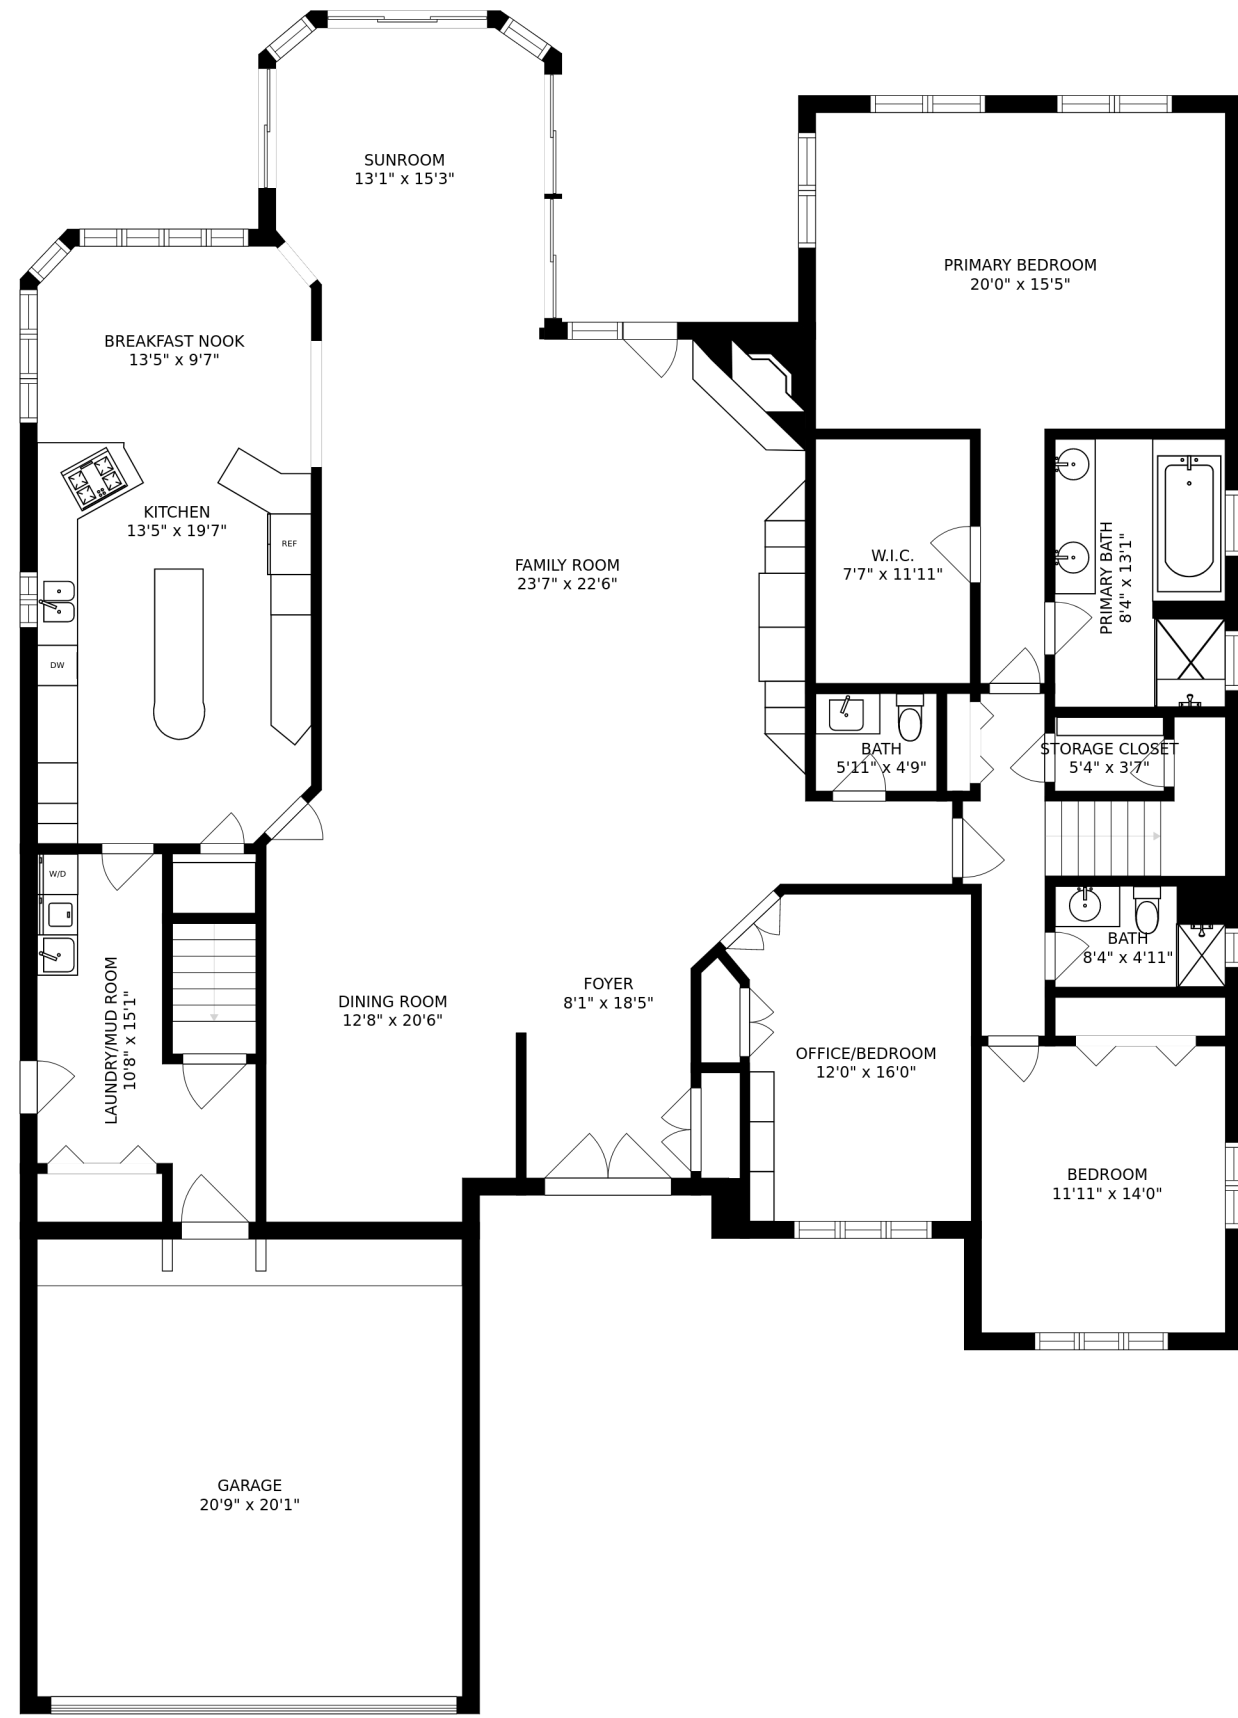 SUNROOM
13'1" x 15'3"
PRIMARY BEDROOM
20'0" x 15'5"
BREAKFAST NOOK
13'5" x 9'7"
KITCHEN
13'5" x 19'7"
REF
FAMILY ROOM
23'7" x 22'6"
W.I.C.
7'7" x 11'11"
PRIMARY BATH
8'4" x 13'1"
DW
BATH
5'11" x 4'9"
STORAGE CLOSET
5'4" x 3'7"
W/D
BATH
8'4" x 4'11"
LAUNDRY/MUD ROOM
10'8" x 15'1"
DINING ROOM
12'8" x 20'6"
FOYER
8'1" x 18'5"
OFFICE/BEDROOM
12'0" x 16'0"
BEDROOM
11'11" x 14'0"
GARAGE
20'9" x 20'1"